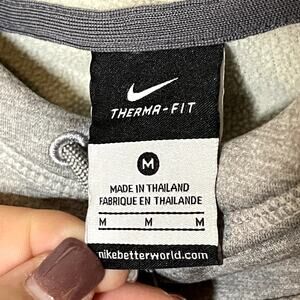 THERMA-FIT
M
MADE IN THAILAND
FABRIQUE EN THAILANDE
M M M
nikebetterworld.com